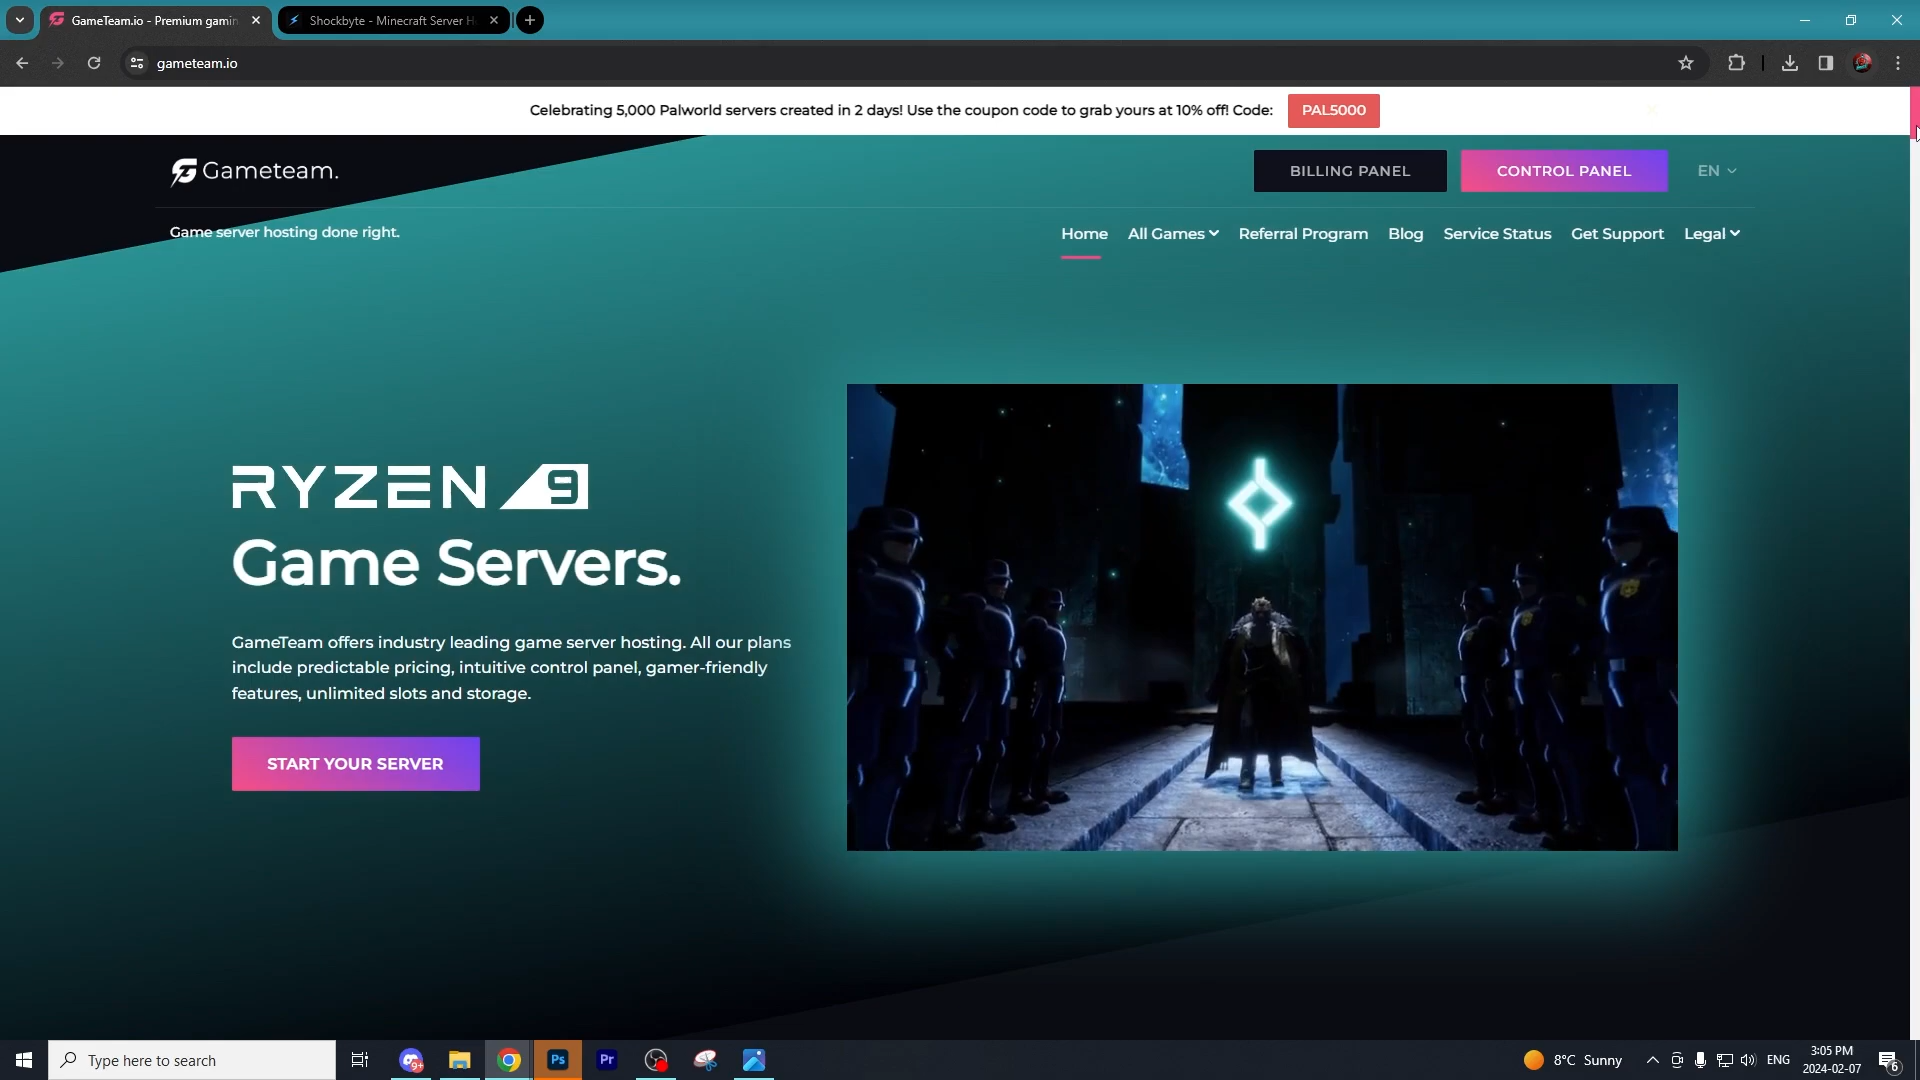 GameTeam.io - Premium gamin
Shockbyte - Minecraft Server H
gameteam.io
Celebrating 5,000 Palworld servers created in 2 days! Use the coupon code to grab yours at 10% off! Code: PAL5000
Gameteam.
BILLING PANEL
CONTROL PANEL
EN
Game server hosting done right.
Home
All Games
Referral Program
Blog
Service Status
Get Support
Legal
RYZEN 9
Game Servers.
GameTeam offers industry leading game server hosting. All our plans
include predictable pricing, intuitive control panel, gamer-friendly
features, unlimited slots and storage.
START YOUR SERVER
Type here to search
9+
Ps
Pr
8°C Sunny
ENG
3:05 PM
2024-02-07
6